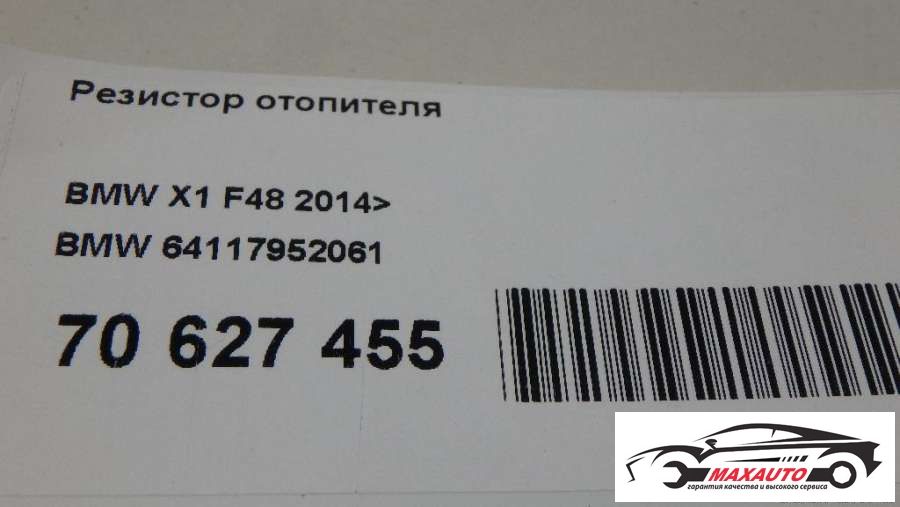 Резистор отопителя
BMW X1 F48 2014>
BMW 64117952061
70 627 455
MAXAUTO
гарантия качества и высокого сервиса